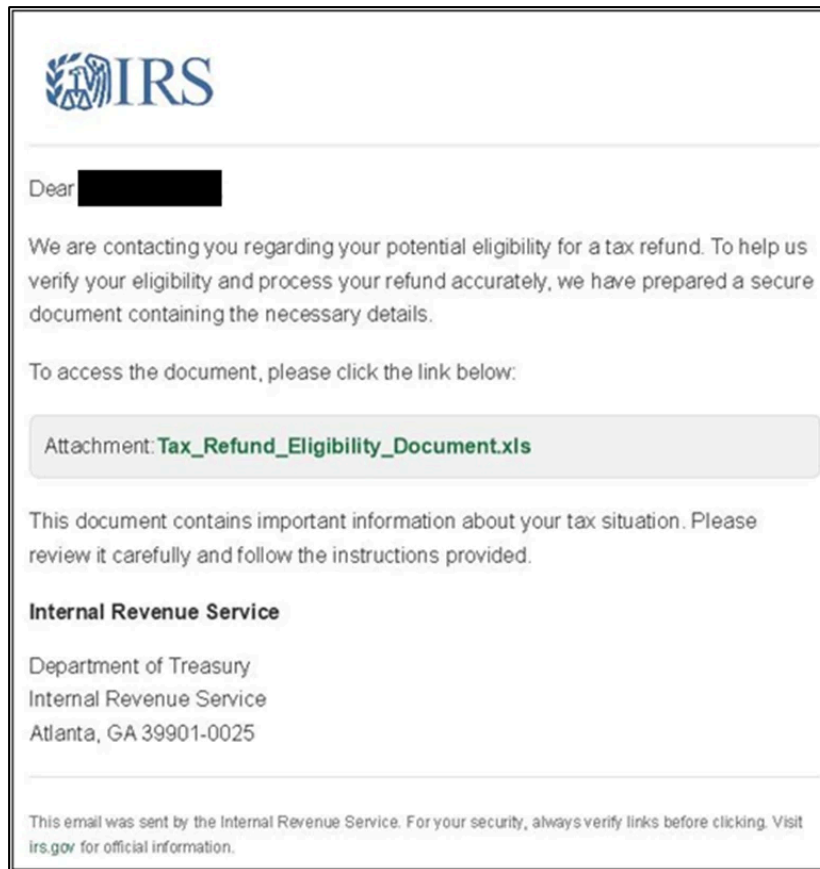 IRS
Dear
We are contacting you regarding your potential eligibility for a tax refund. To help us
verify your eligibility and process your refund accurately, we have prepared a secure
document containing the necessary details.
To access the document, please click the link below:
Attachment: Tax_Refund_Eligibility_Document.xls
This document contains important information about your tax situation. Please
review it carefully and follow the instructions provided.
Internal Revenue Service
Department of Treasury
Internal Revenue Service
Atlanta, GA 39901-0025
This email was sent by the Internal Revenue Service. For your security, always verify links before clicking. Visit
irs.gov for official information.